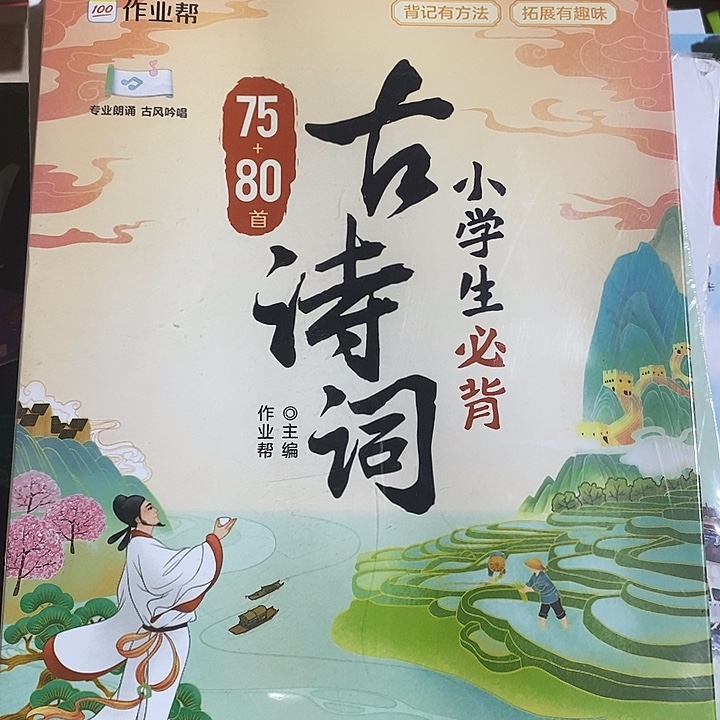 100 作业帮
背记有方法
拓展有趣味
专业朗诵 古风吟唱
75
+
80
首
小学生必背
古诗词
◎主编
作业帮